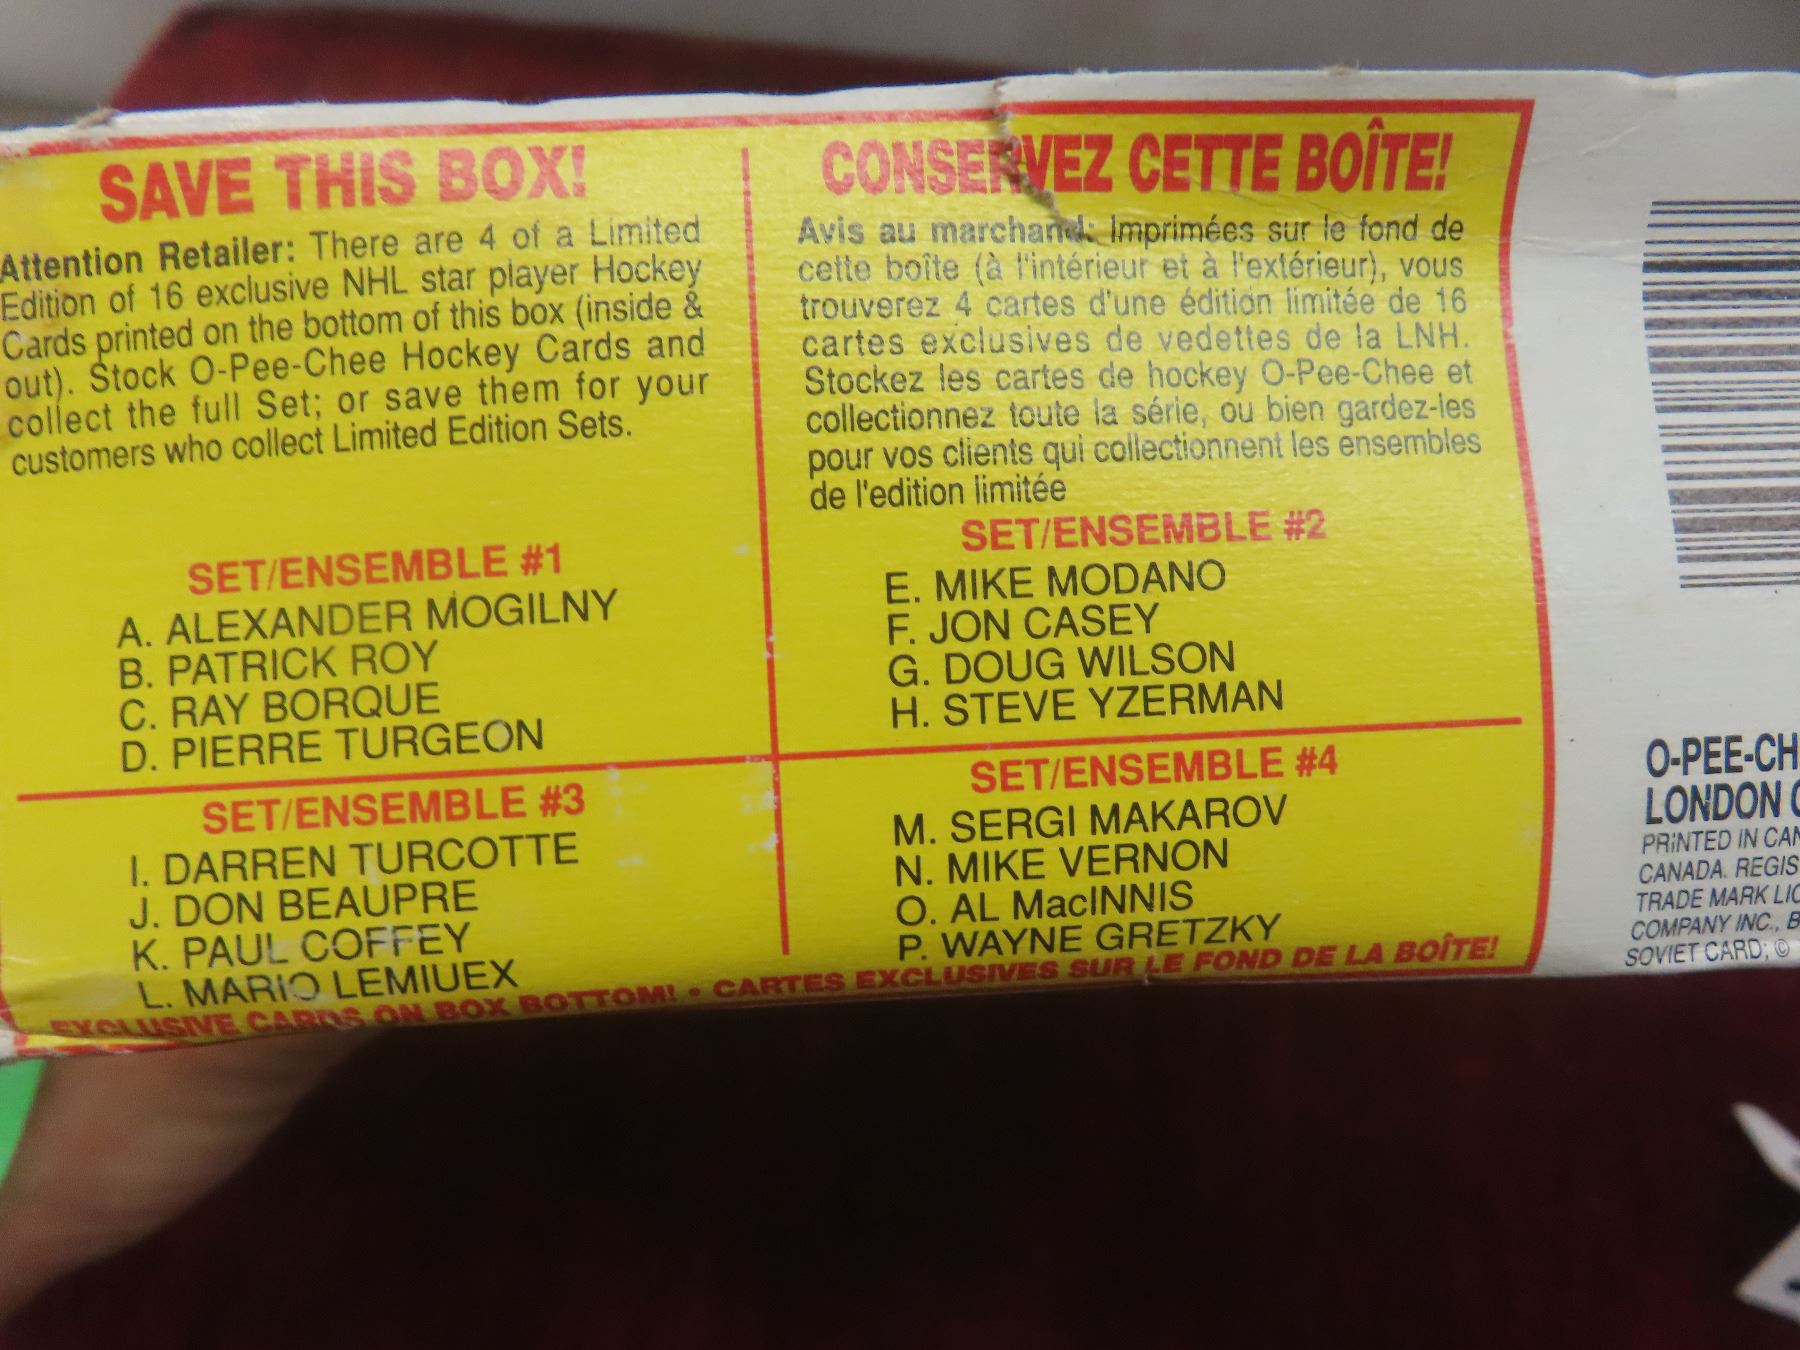 SAVE THIS BOX!
Attention Retailer: There are 4 of a Limited
Edition of 16 exclusive NHL star player Hockey
Cards printed on the bottom of this box (inside &
out). Stock O-Pee-Chee Hockey Cards and
collect the full Set; or save them for your
customers who collect Limited Edition Sets.
CONSERVEZ CETTE BOÎTE!
Avis au marchand: Imprimées sur le fond de
cette boîte (à l'intérieur et à l'extérieur), vous
trouverez 4 cartes d'une édition limitée de 16
cartes exclusives de vedettes de la LNH.
Stockez les cartes de hockey O-Pee-Chee et
collectionnez toute la série, ou bien gardez-les
pour vos clients qui collectionnent les ensembles
de l'edition limitée
SET/ENSEMBLE #1
A. ALEXANDER MOGILNY
B. PATRICK ROY
C. RAY BORQUE
D. PIERRE TURGEON
SET/ENSEMBLE #2
E. MIKE MODANO
F. JON CASEY
G. DOUG WILSON
H. STEVE YZERMAN
SET/ENSEMBLE #3
I. DARREN TURCOTTE
J. DON BEAUPRE
K. PAUL COFFEY
L. MARIO LEMIUEX
SET/ENSEMBLE #4
M. SERGI MAKAROV
N. MIKE VERNON
O. AL MacINNIS
P. WAYNE GRETZKY
EXCLUSIVE CARDS ON BOX BOTTOM! • CARTES EXCLUSIVES SUR LE FOND DE LA BOÎTE!
O-PEE-CH
LONDON
PRINTED IN CAN
CANADA. REGIS
TRADE MARK LIC
COMPANY INC., B
SOVIET CARD; ©